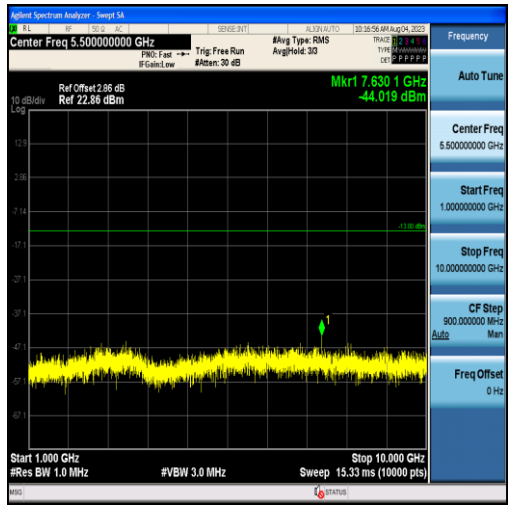 Agilent Spectrum Analyzer - Swept SA
RL RF 50 Ω AC SENSE:INT ALIGN AUTO 10:16:56 AM Aug 04, 2023
Center Freq 5.500000000 GHz
PNO: Fast Trig: Free Run
IFGain:Low #Atten: 30 dB
#Avg Type: RMS
Avg|Hold: 3/3
TRACE 1 2 3 4 5
TYPE
DET P P P P P P
Frequency
Mkr1 7.630 1 GHz
-44.019 dBm
Ref Offset 2.86 dB
10 dB/div Ref 22.86 dBm
Log
12.9
2.86
-7.14
-13.00 dBm
-17.1
-27.1
-37.1
1
-47.1
-57.1
-67.1
Start 1.000 GHz Stop 10.000 GHz
#Res BW 1.0 MHz #VBW 3.0 MHz Sweep 15.33 ms (10000 pts)
MSG STATUS
Auto Tune
Center Freq
5.500000000 GHz
Start Freq
1.000000000 GHz
Stop Freq
10.000000000 GHz
CF Step
900.000000 MHz
Auto Man
Freq Offset
0 Hz